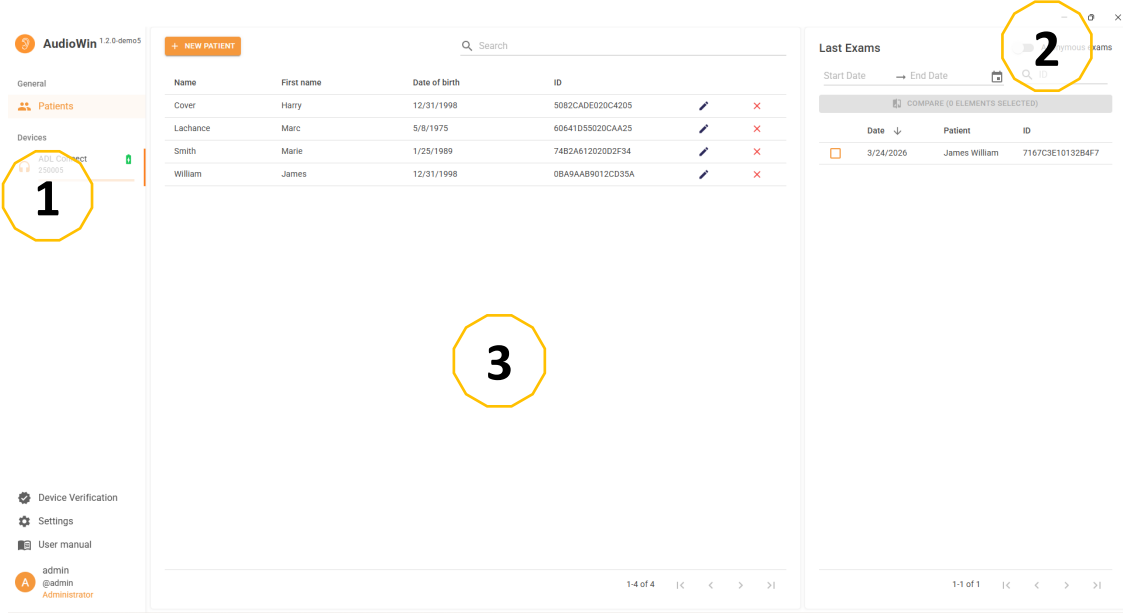 AudioWin 1.2.0-demo5
General
Patients
Devices
ADL Connect
250005
1
Device Verification
Settings
User manual
A
admin
@admin
Administrator
+ NEW PATIENT
Search
Name First name Date of birth ID
Cover Harry 12/31/1998 5082CADE020C4205
Lachance Marc 5/8/1975 60641D55020CAA25
Smith Marie 1/25/1989 74B2A612020D2F34
William James 12/31/1998 0BA9AAB9012CD35A
3
1-4 of 4
Last Exams
2
Anonymous exams
Start Date → End Date
ID
COMPARE (0 ELEMENTS SELECTED)
Date ↓ Patient ID
3/24/2026 James William 7167C3E10132B4F7
1-1 of 1